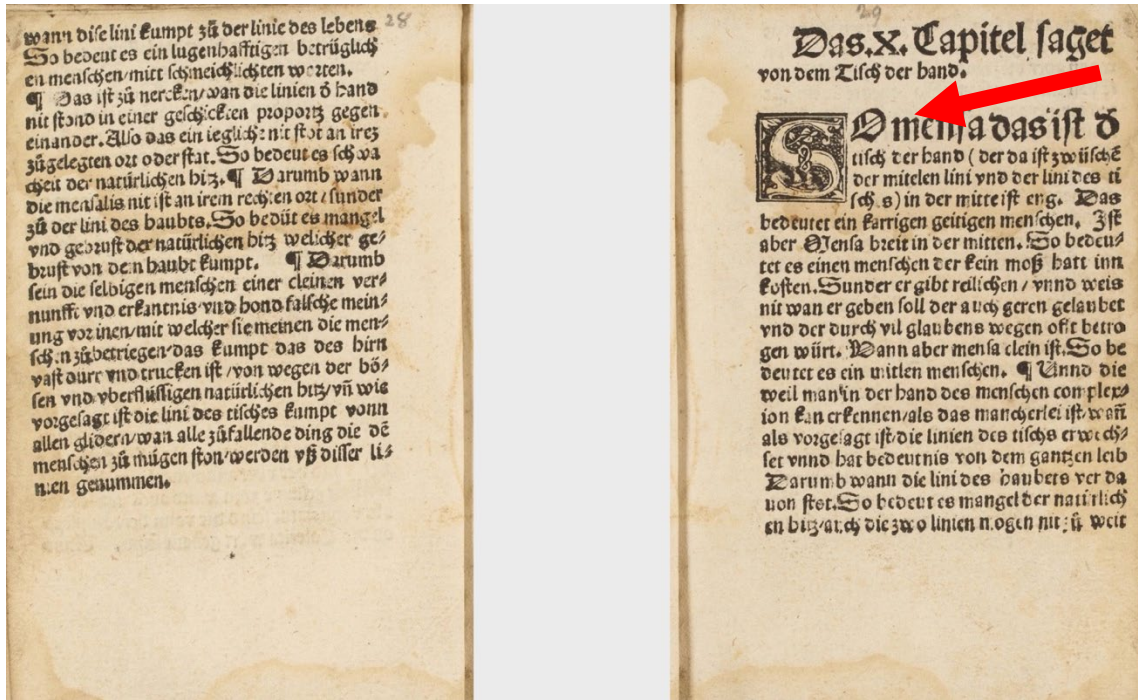 28
wann dise lini kumpt zů der linie des lebens
So bedeut es ein lugenhafftigen betrüglich
en menschen/mitt schmeichlichten worten.
¶ Das ist zů mercken/wan die linien õ hand
nit stond in einer geschickten proportz gegen
einander. Also das ein iegliche nit stot an irez
zůgelegten ort oder stat. So bedeut es schwa
cheit der natürlichen hitz. ¶ Darumb wann
die mensalis nit ist an irem rechten ort / sunder
zů der lini des haubts. So bedüt es mangel
vnd gebrust der natürlichen hitz welicher ge⸗
brust von dem haubt kumpt. ¶ Darumb
sein die selbigen menschen einer cleinen ver⸗
nunfft vnd erkantnis/vnd hond falsche mein⸗
ung vor inen/mit welcher sie meinen die men⸗
schen zůbetriegen/das kumpt das des hirn
vast durr vnd trucken ist /von wegen der bö⸗
sen vnd vberflüssigen natürlichen hitz/vñ wie
vorgesagt ist die lini des tisches kumpt vonn
allen glidern/wan alle zůfallende ding die dẽ
menschen zů mügen ston/werden vß disser li⸗
nien genummen.
29
Das .X. Capitel saget
von dem Tisch der hand.
SO mensa das ist õ
tisch der hand ( der da ist zwüschẽ
der mitelen lini vnd der lini des ti
sches) in der mitte ist eng. Das
bedeutet ein karrigen geitigen menschen. Ist
aber Mensa breit in der mitten. So bedeu⸗
tet es einen menschen der kein moß hatt inn
kosten. Sunder er gibt reilichen / vnnd weis
nit wan er geben soll der auch geren gelaubet
vnd der durch vil glaubens wegen offt betro
gen würt. Wann aber mensa clein ist. So be
deutet es ein mitlen menschen. ¶ Vnnd die
weil man in der hand des menschen complex⸗
ion kan erkennen/als das mancherlei ist/wañ
als vorgesagt ist/die linien des tischs erwech⸗
set vnnd hat bedeutnis von dem gantzen leib
Darumb wann die lini des haubets ver da
uon stet. So bedeut es mangel der natürlich
en hitz/auch die zwo linien mogen nit zů weit